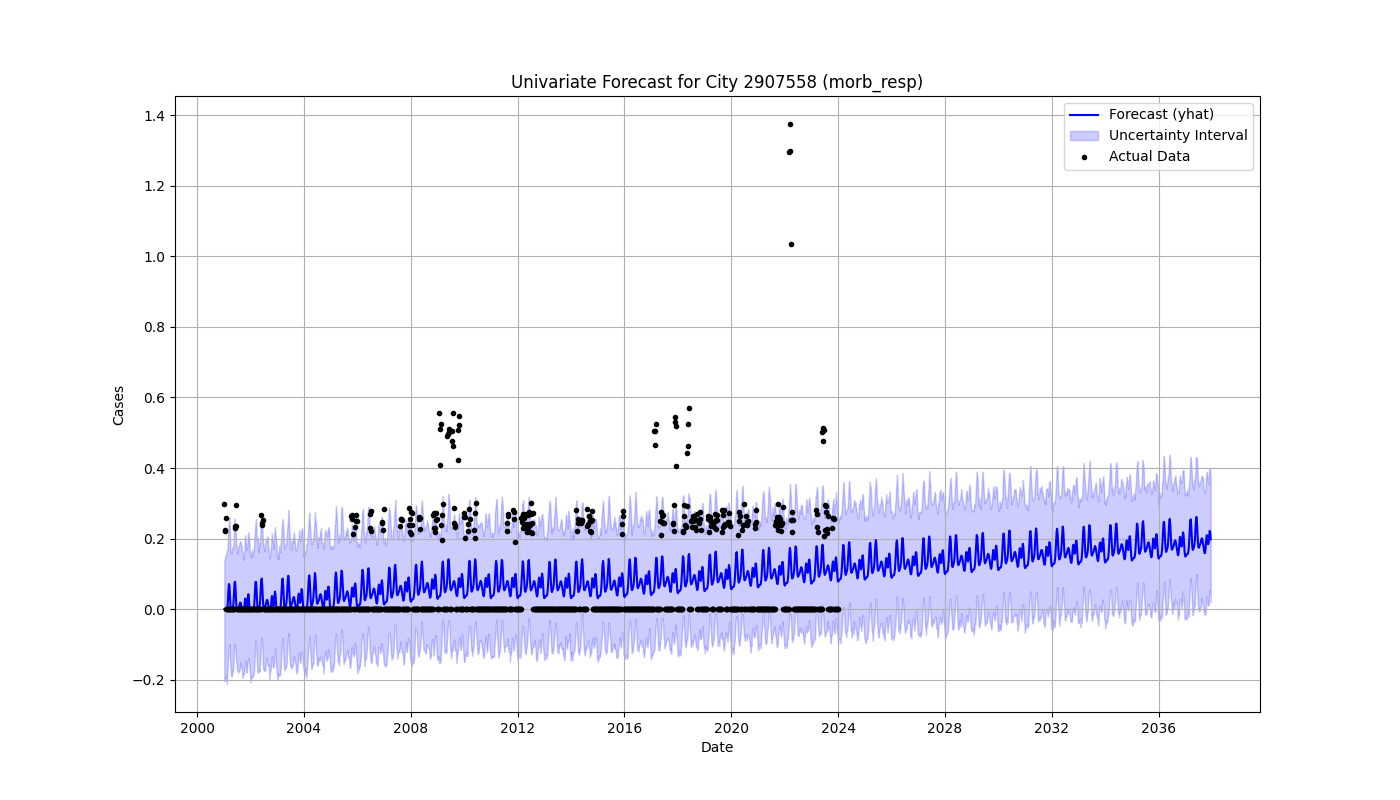 Univariate Forecast for City 2907558 (morb_resp)
Forecast (yhat)
Uncertainty Interval
Actual Data
Cases
1.4
1.2
1.0
0.8
0.6
0.4
0.2
0.0
−0.2
2000 2004 2008 2012 2016 2020 2024 2028 2032 2036
Date